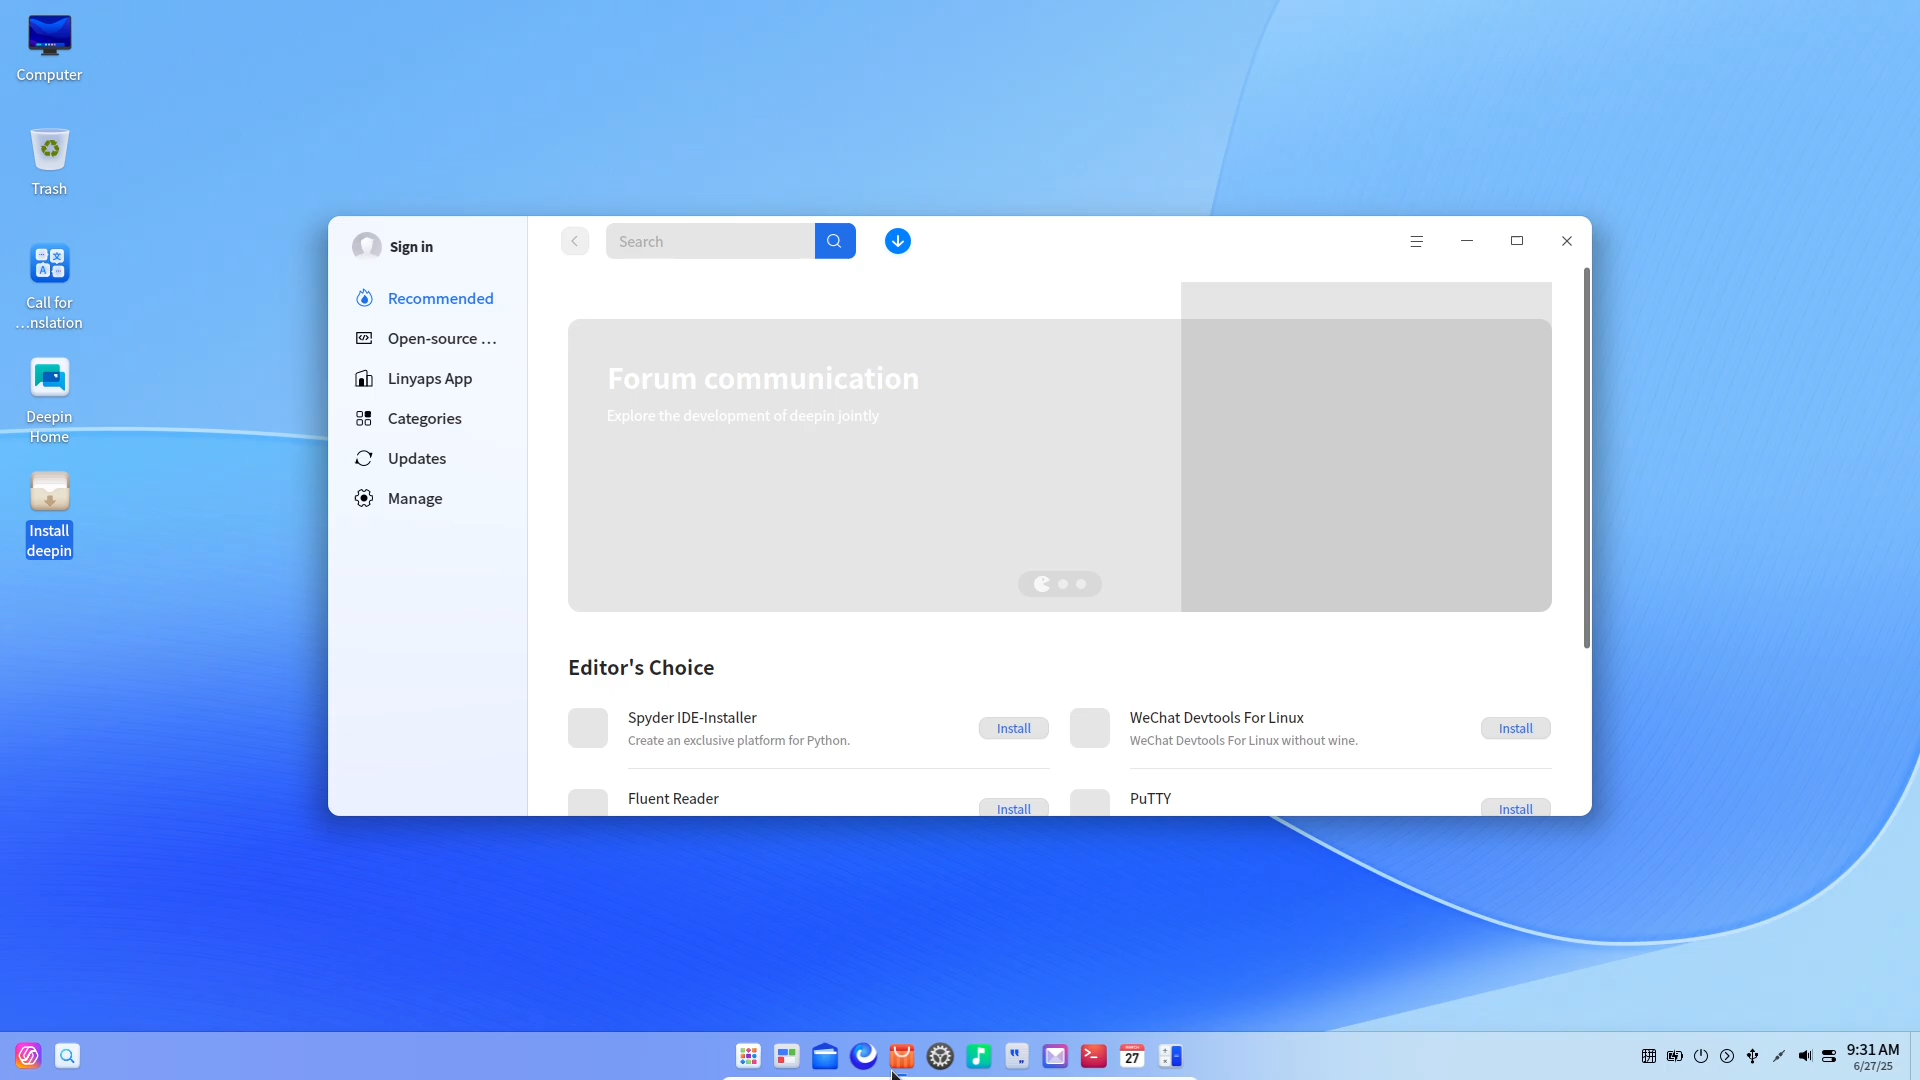 Computer
Trash
Call for
...nslation
Deepin
Home
Install
deepin
Sign in
Search
Recommended
Open-source ...
Linyaps App
Categories
Updates
Manage
Forum communication
Explore the development of deepin jointly
Editor's Choice
Spyder IDE-Installer
Create an exclusive platform for Python.
Install
WeChat Devtools For Linux
WeChat Devtools For Linux without wine.
Install
Fluent Reader
Install
PuTTY
Install
27
9:31 AM
6/27/25